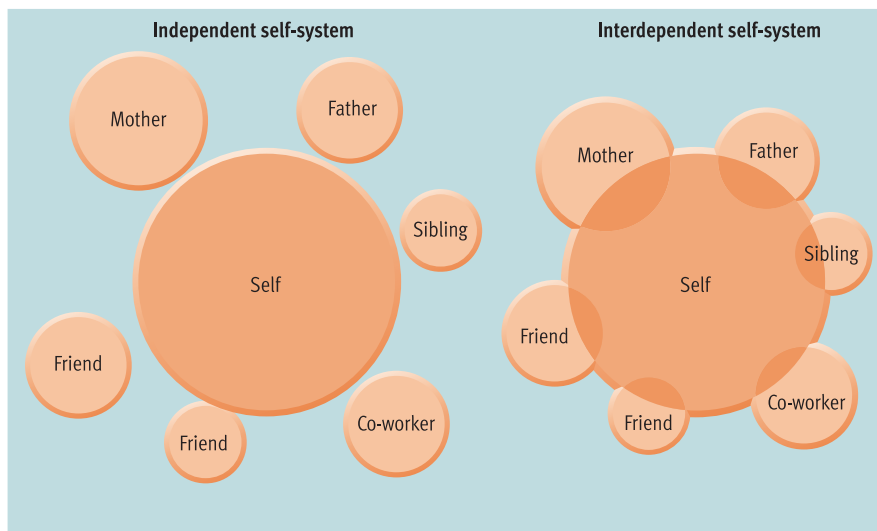 Independent self-system
Mother
Father
Sibling
Self
Friend
Friend
Co-worker
Interdependent self-system
Mother
Father
Sibling
Self
Friend
Friend
Co-worker